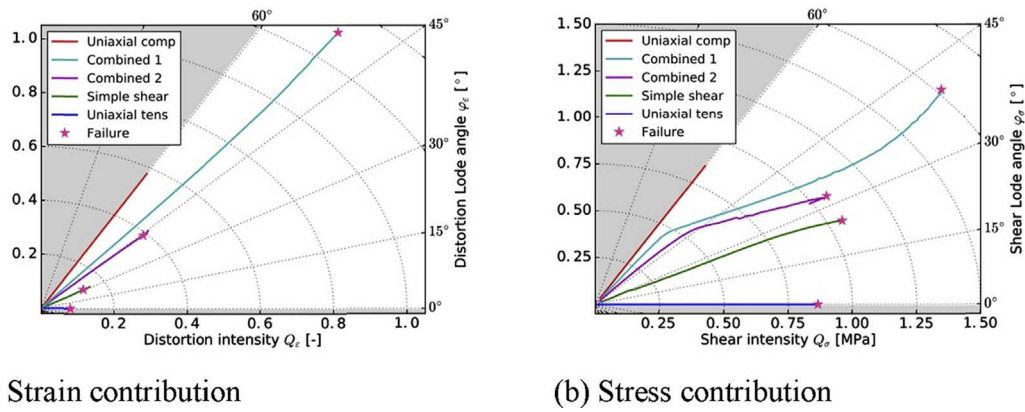 60°
45°
1.0
0.8
0.6
0.4
0.2
Uniaxial comp
Combined 1
Combined 2
Simple shear
Uniaxial tens
Failure
30°
15°
0°
Distortion Lode angle φε [°]
0.2 0.4 0.6 0.8 1.0
Distortion intensity Qε [-]
Strain contribution
60°
45°
1.50
1.25
1.00
0.75
0.50
0.25
Uniaxial comp
Combined 1
Combined 2
Simple shear
Uniaxial tens
Failure
30°
15°
0°
Shear Lode angle φσ [°]
0.25 0.50 0.75 1.00 1.25 1.50
Shear intensity Qσ [MPa]
(b) Stress contribution